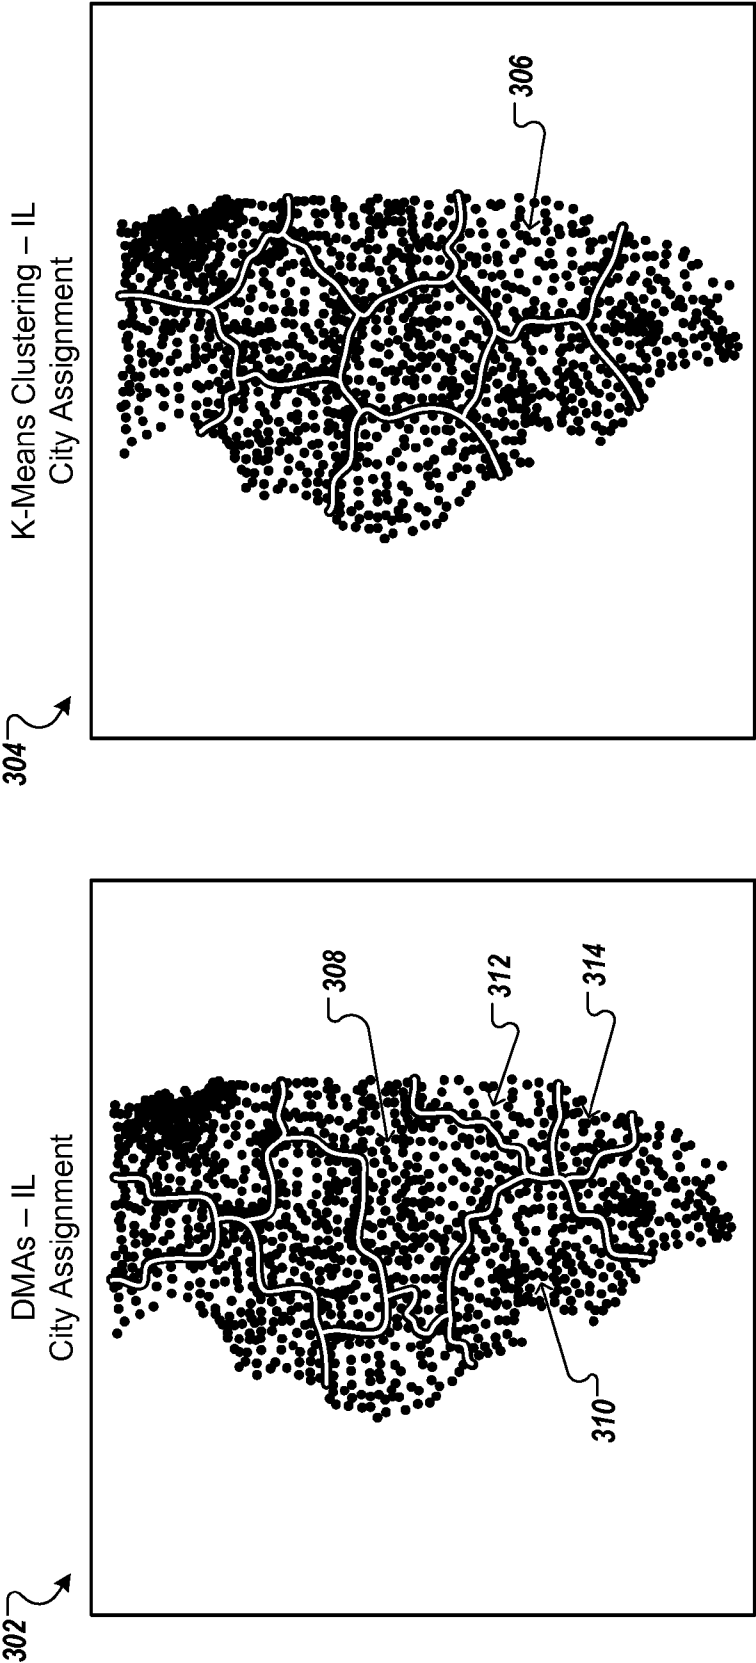 302
DMAs – IL
City Assignment
308
312
314
310
304
K-Means Clustering – IL
City Assignment
306